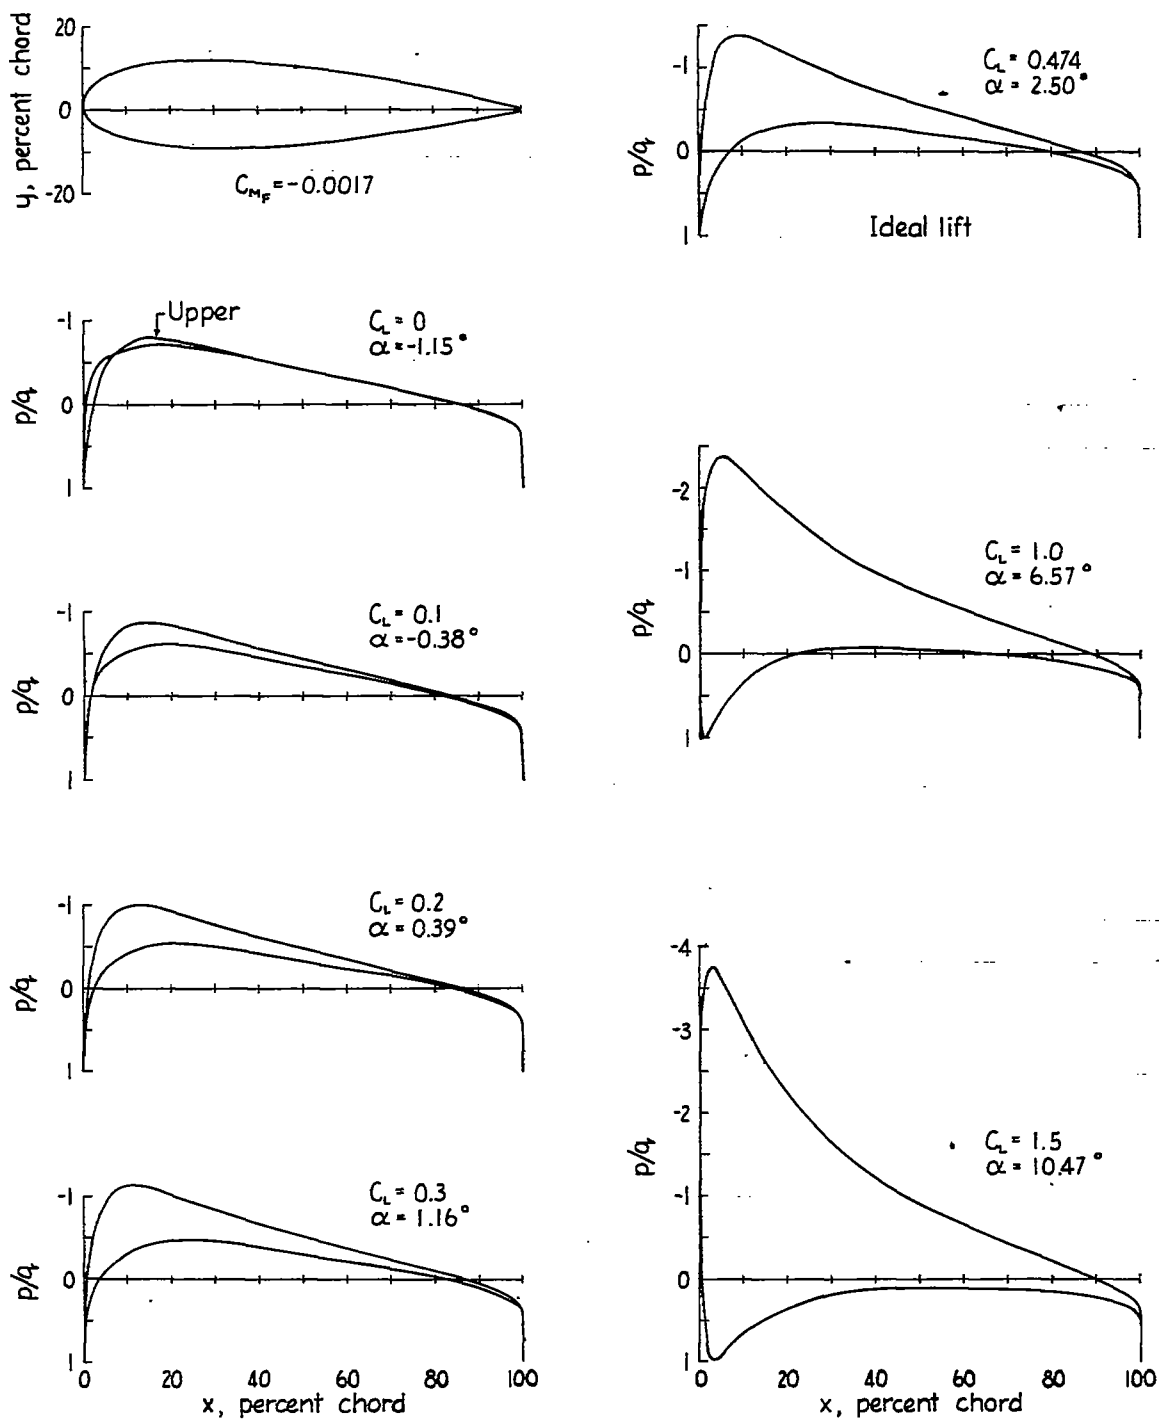 y, percent chord
20
0
-20
C_MF = -0.0017
p/q
-1
0
1
Upper
C_L = 0
α = -1.15°
p/q
-1
0
1
C_L = 0.1
α = -0.38°
p/q
-1
0
1
C_L = 0.2
α = 0.39°
p/q
-1
0
1
C_L = 0.3
α = 1.16°
0 20 40 60 80 100
x, percent chord
p/q
-1
0
1
C_L = 0.474
α = 2.50°
Ideal lift
p/q
-2
-1
0
1
C_L = 1.0
α = 6.57°
p/q
-4
-3
-2
-1
0
1
C_L = 1.5
α = 10.47°
0 20 40 60 80 100
x, percent chord